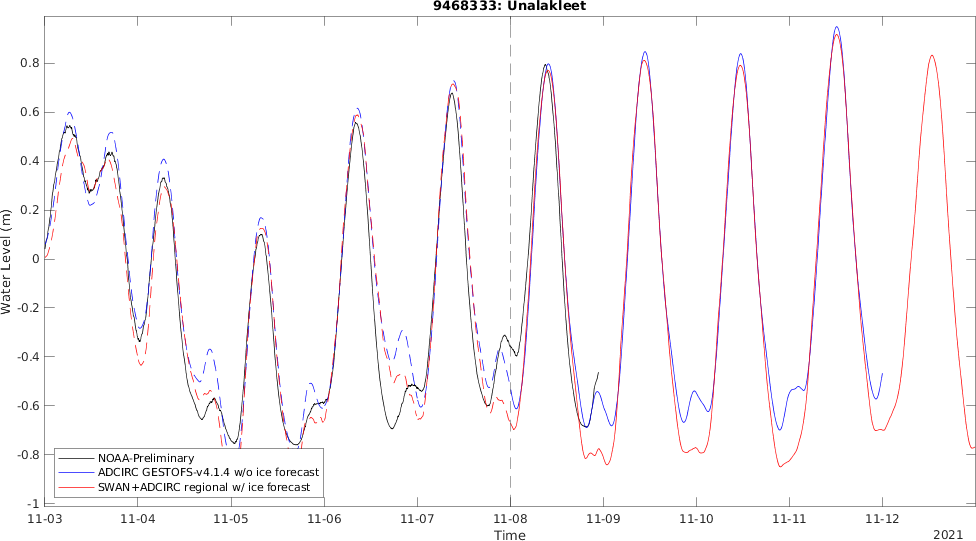 9468333: Unalakleet
Water Level (m)
0.8
0.6
0.4
0.2
0
-0.2
-0.4
-0.6
-0.8
-1
NOAA-Preliminary
ADCIRC GESTOFS-v4.1.4 w/o ice forecast
SWAN+ADCIRC regional w/ ice forecast
11-03 11-04 11-05 11-06 11-07 11-08 11-09 11-10 11-11 11-12
Time
2021